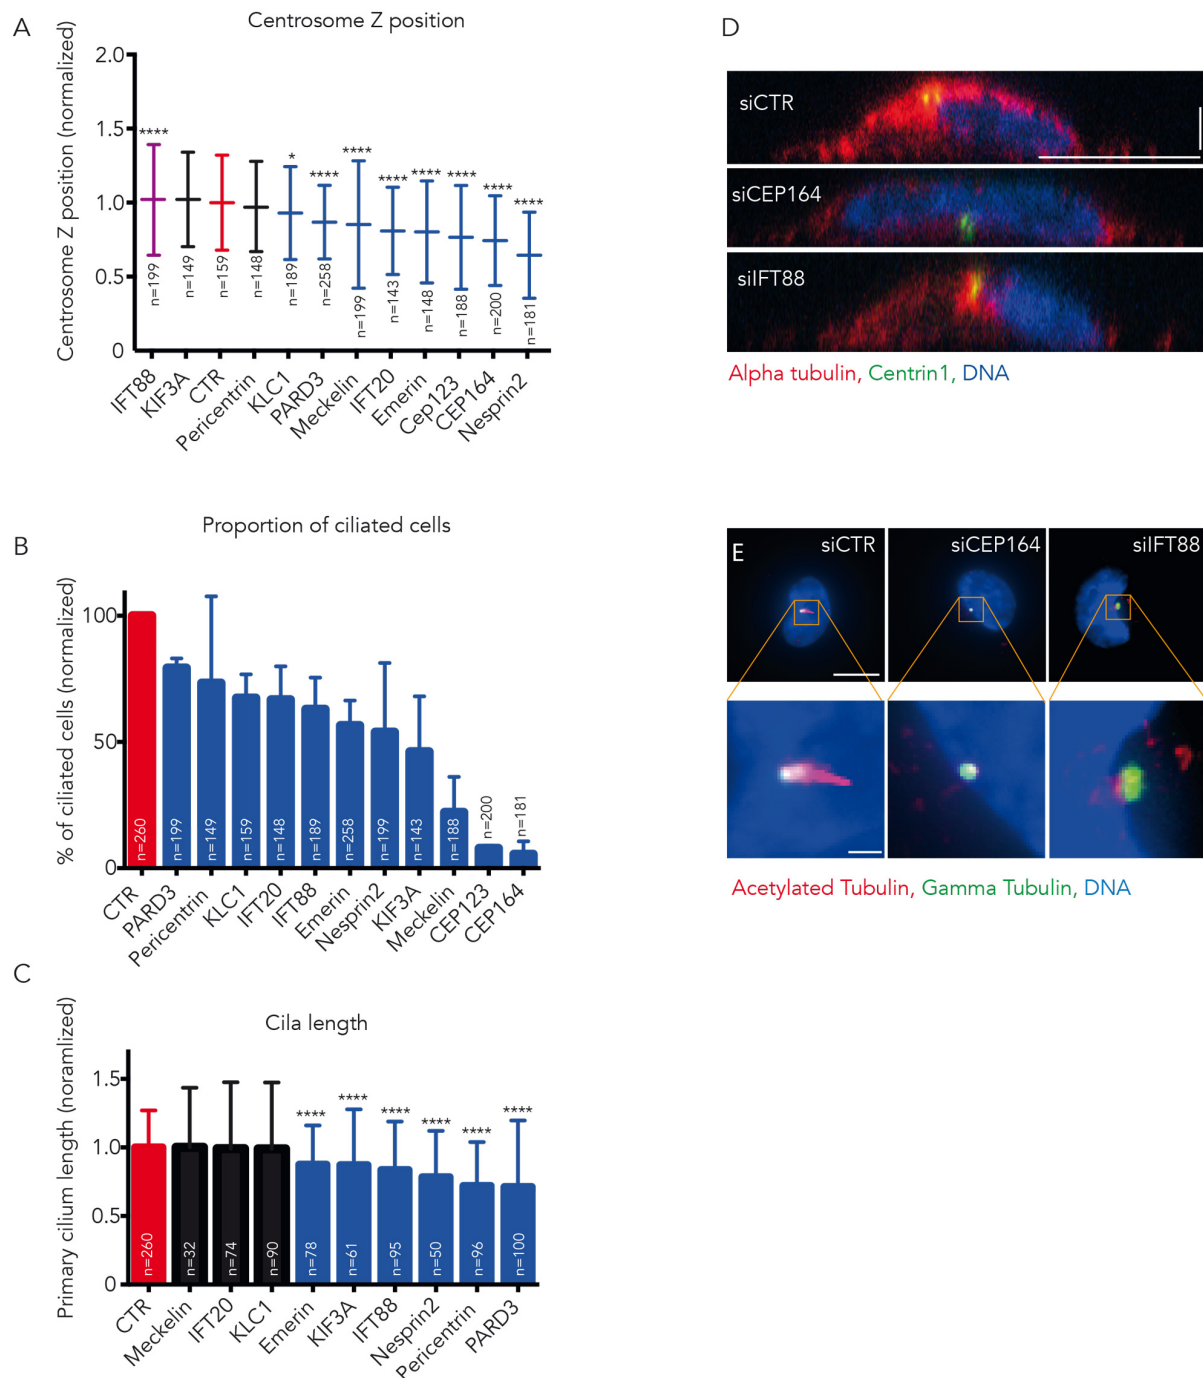 A
Centrosome Z position
Centrosome Z position (normalized)
2.0
1.5
1.0
0.5
0
****
*
****
****
****
****
****
****
****
n=199
n=149
n=159
n=148
n=189
n=258
n=199
n=143
n=148
n=188
n=200
n=181
IFT88
KIF3A
CTR
Pericentrin
KLC1
PARD3
Meckelin
IFT20
Emerin
Cep123
CEP164
Nesprin2
B
Proportion of ciliated cells
% of ciliated cells (normalized)
100
50
0
n=260
n=199
n=149
n=159
n=148
n=189
n=258
n=199
n=143
n=188
n=200
n=181
CTR
PARD3
Pericentrin
KLC1
IFT20
IFT88
Emerin
Nesprin2
KIF3A
Meckelin
CEP123
CEP164
C
Cila length
Primary cilium length (noramlized)
1.5
1.0
0.5
0
****
****
****
****
****
****
n=260
n=32
n=74
n=90
n=78
n=61
n=95
n=50
n=96
n=100
CTR
Meckelin
IFT20
KLC1
Emerin
KIF3A
IFT88
Nesprin2
Pericentrin
PARD3
D
siCTR
siCEP164
siIFT88
Alpha tubulin, Centrin1, DNA
E
siCTR
siCEP164
siIFT88
Acetylated Tubulin, Gamma Tubulin, DNA